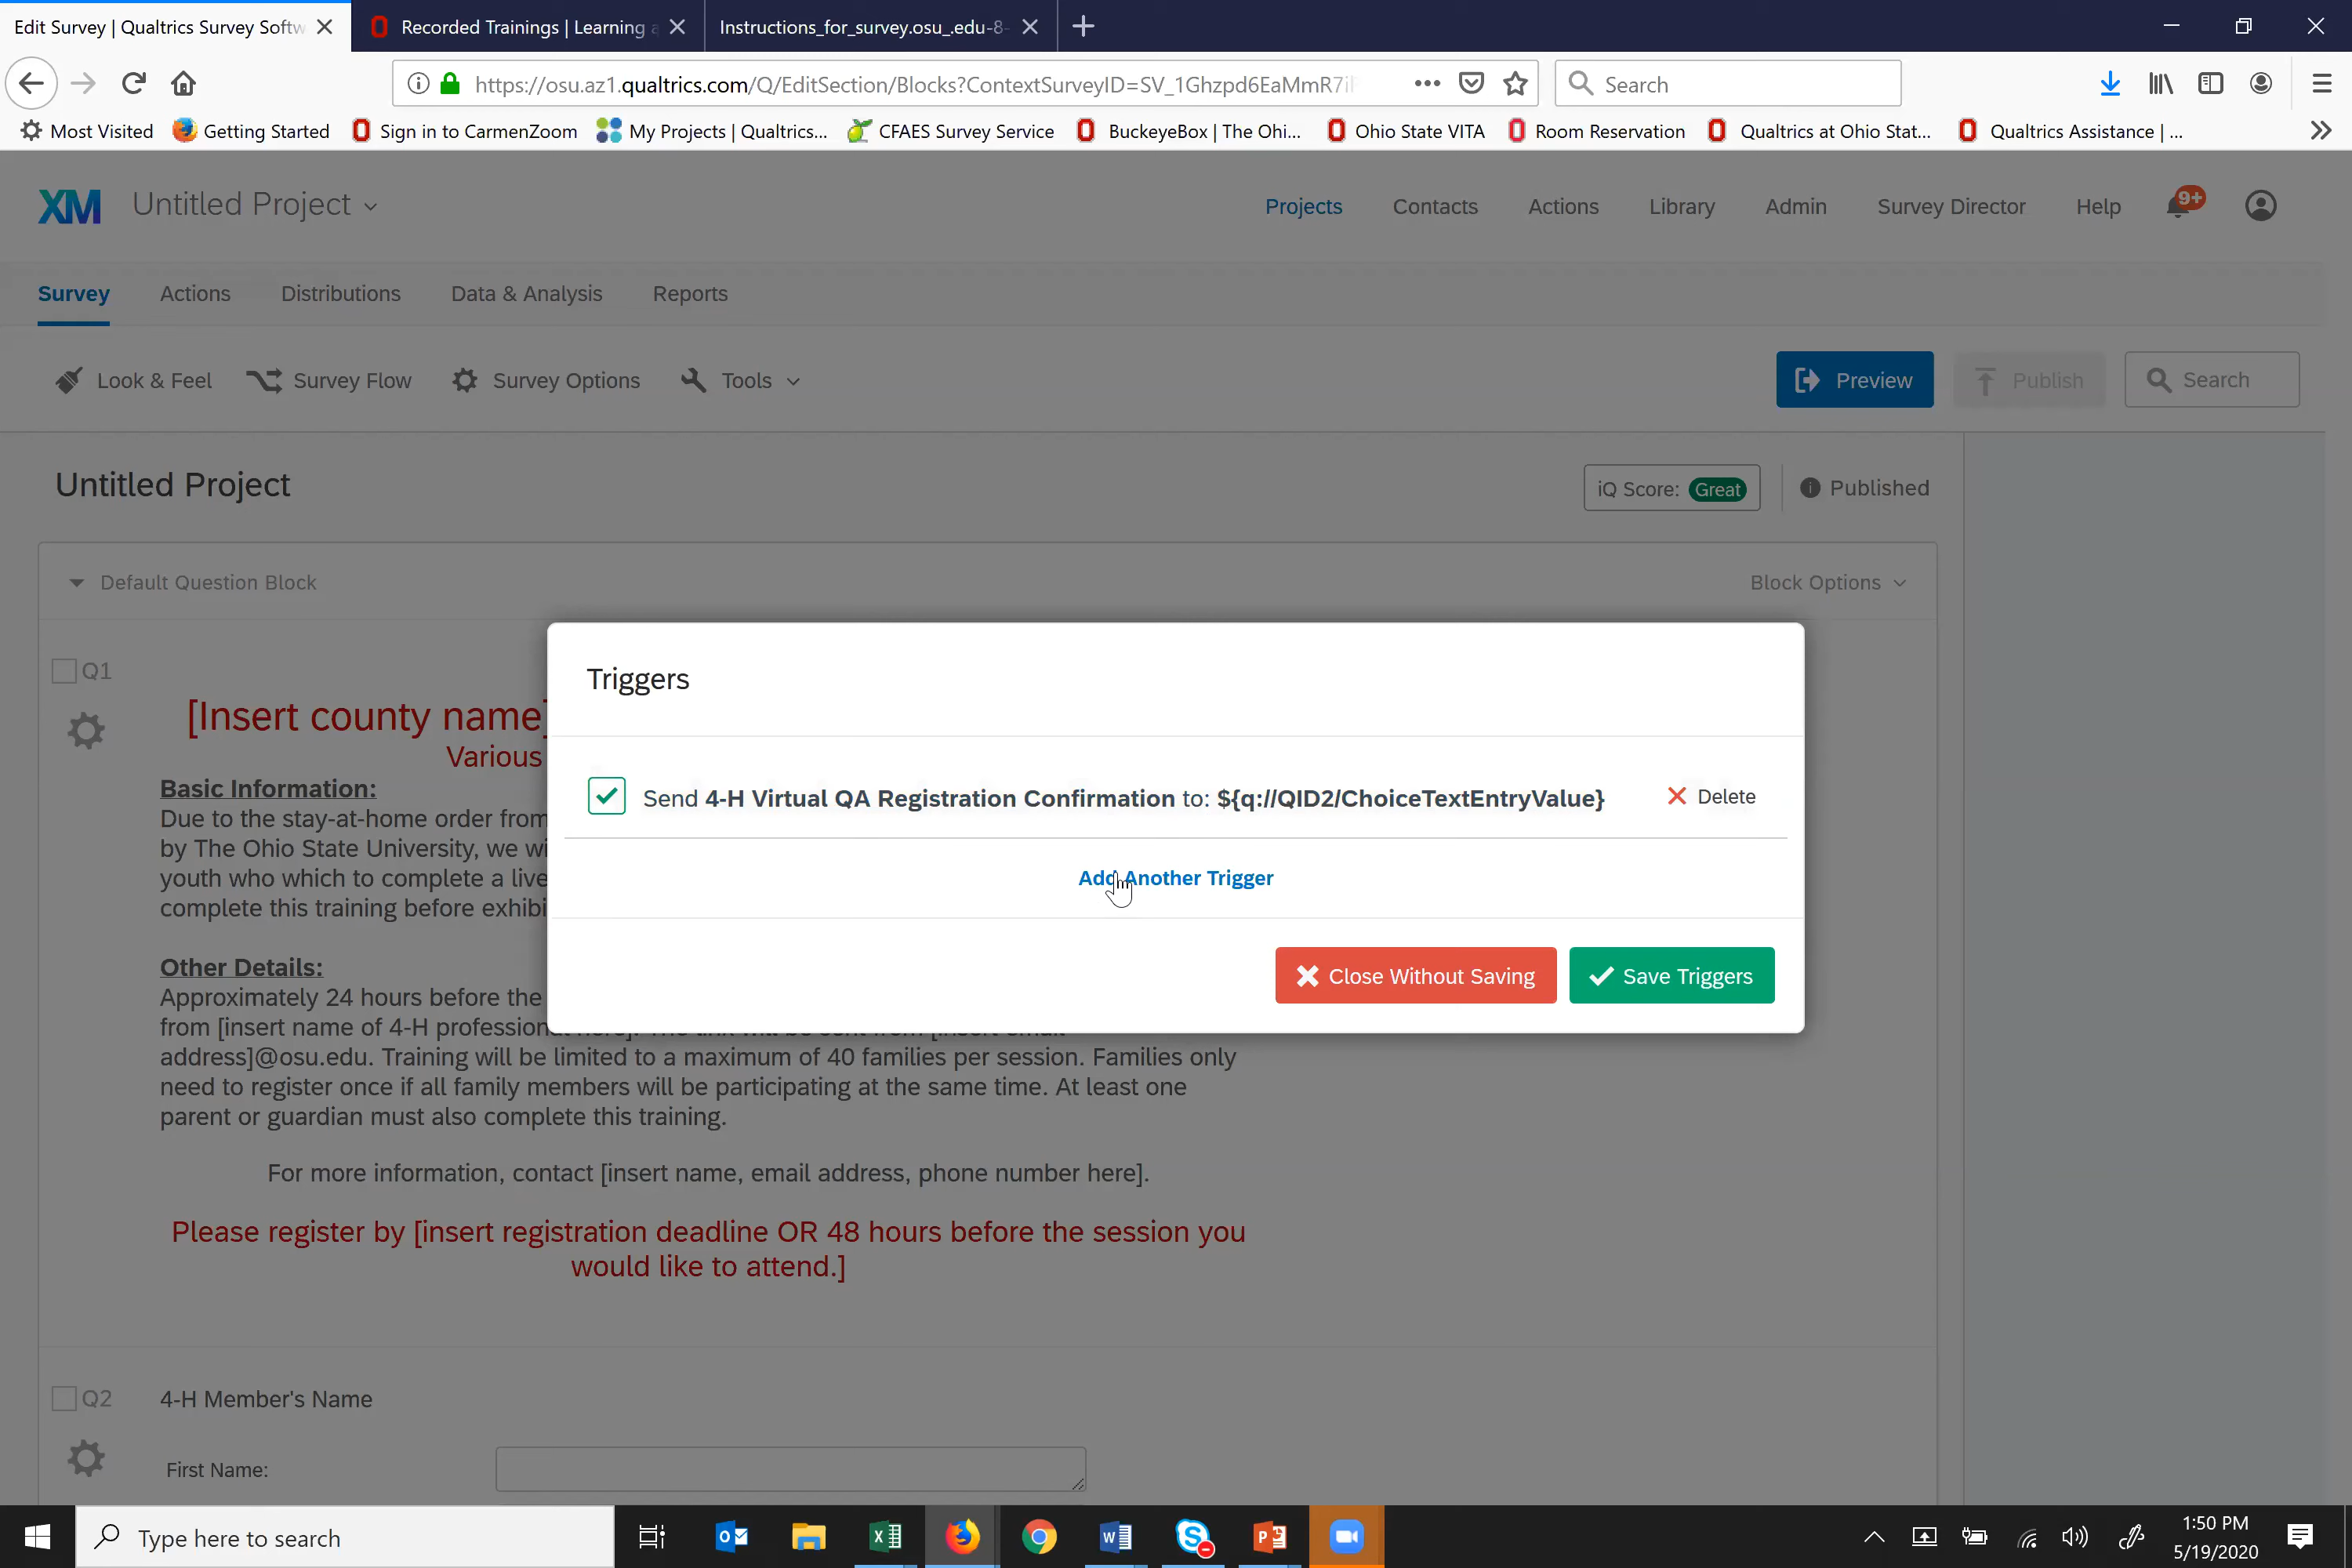 Edit Survey | Qualtrics Survey Softw
Recorded Trainings | Learning a
Instructions_for_survey.osu_.edu-8-
https://osu.az1.qualtrics.com/Q/EditSection/Blocks?ContextSurveyID=SV_1Ghzpd6EaMmR7i
Search
Most Visited
Getting Started
Sign in to CarmenZoom
My Projects | Qualtrics...
CFAES Survey Service
BuckeyeBox | The Ohi...
Ohio State VITA
Room Reservation
Qualtrics at Ohio Stat...
Qualtrics Assistance | ...
XM
Untitled Project
Projects
Contacts
Actions
Library
Admin
Survey Director
Help
9+
Survey
Actions
Distributions
Data & Analysis
Reports
Look & Feel
Survey Flow
Survey Options
Tools
Preview
Publish
Search
Untitled Project
iQ Score: Great
Published
Default Question Block
Block Options
Q1
[Insert county name]
Various
Basic Information:
Due to the stay-at-home order from
by The Ohio State University, we wi
youth who which to complete a live
complete this training before exhibi
Triggers
Send 4-H Virtual QA Registration Confirmation to: ${q://QID2/ChoiceTextEntryValue}
Delete
Add Another Trigger
Close Without Saving
Save Triggers
Other Details:
Approximately 24 hours before the
from [insert name of 4-H profession
address]@osu.edu. Training will be limited to a maximum of 40 families per session. Families only
need to register once if all family members will be participating at the same time. At least one
parent or guardian must also complete this training.
For more information, contact [insert name, email address, phone number here].
Please register by [insert registration deadline OR 48 hours before the session you
would like to attend.]
Q2
4-H Member's Name
First Name:
Type here to search
1:50 PM
5/19/2020